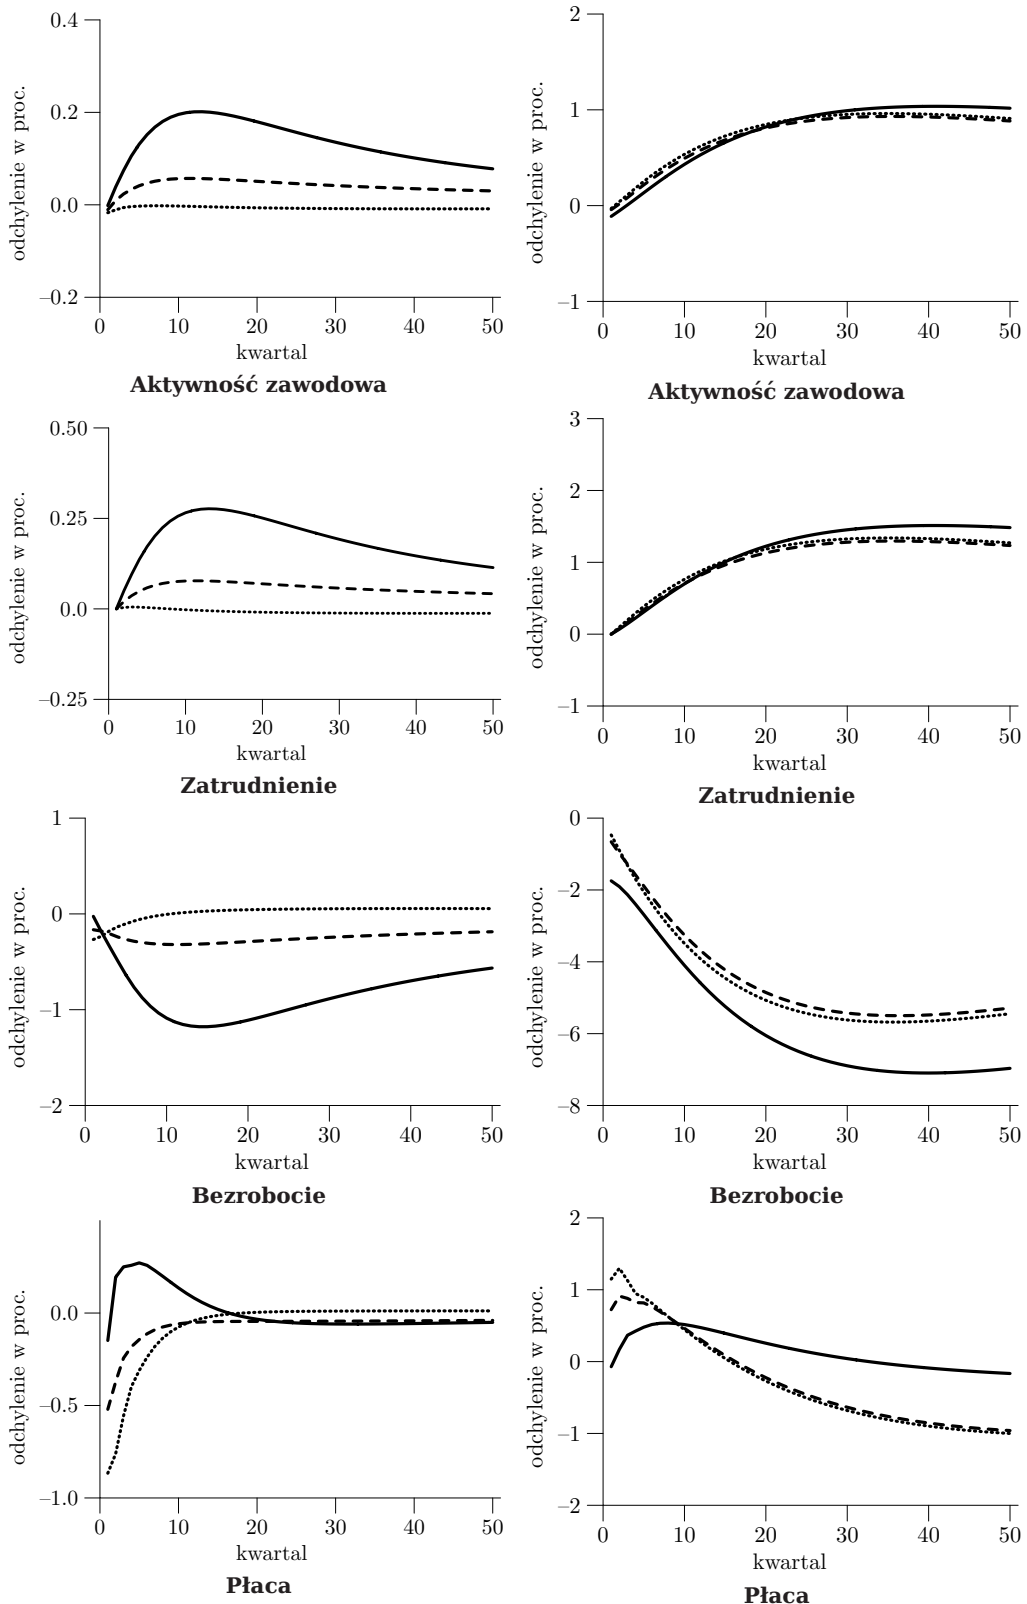 0.4
0.2
0.0
–0.2
odchylenie w proc.
0 10 20 30 40 50
kwartal
Aktywność zawodowa
2
1
0
–1
odchylenie w proc.
0 10 20 30 40 50
kwartal
Aktywność zawodowa
0.50
0.25
0.0
–0.25
odchylenie w proc.
0 10 20 30 40 50
kwartal
Zatrudnienie
3
2
1
0
–1
odchylenie w proc.
0 10 20 30 40 50
kwartal
Zatrudnienie
1
0
–1
–2
odchylenie w proc.
0 10 20 30 40 50
kwartal
Bezrobocie
0
–2
–4
–6
–8
odchylenie w proc.
0 10 20 30 40 50
kwartal
Bezrobocie
0.0
–0.5
–1.0
odchylenie w proc.
0 10 20 30 40 50
kwartal
Płaca
2
1
0
–1
–2
odchylenie w proc.
0 10 20 30 40 50
kwartal
Płaca